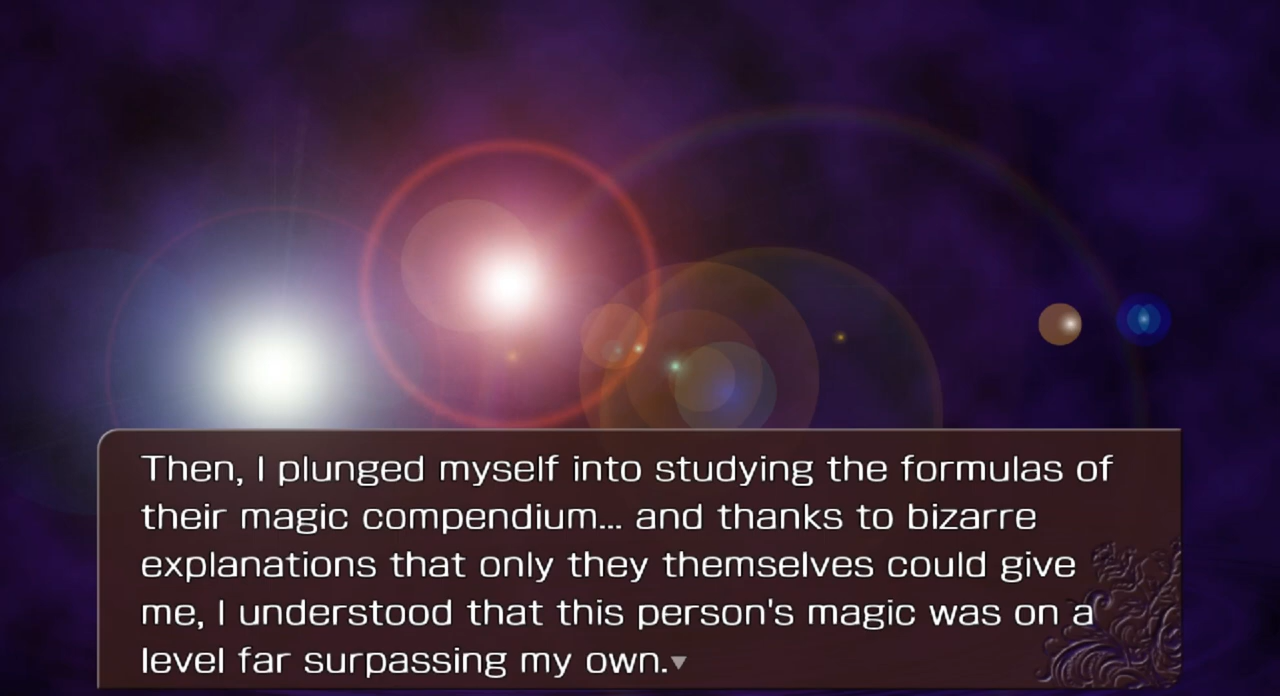 Then, I plunged myself into studying the formulas of
their magic compendium... and thanks to bizarre
explanations that only they themselves could give
me, I understood that this person's magic was on a
level far surpassing my own.